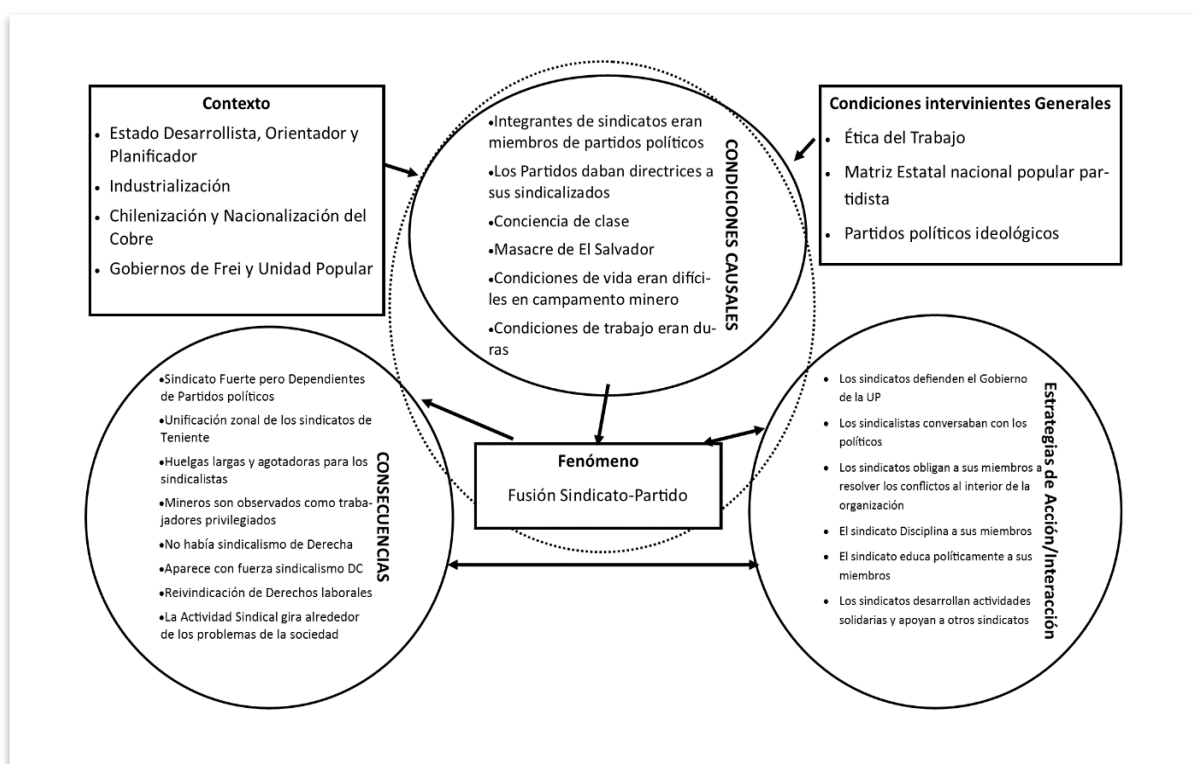 Contexto
• Estado Desarrollista, Orientador y
Planificador
• Industrialización
• Chilenización y Nacionalización del
Cobre
• Gobiernos de Frei y Unidad Popular
•Integrantes de sindicatos eran
miembros de partidos políticos
•Los Partidos daban directrices a
sus sindicalizados
•Conciencia de clase
•Masacre de El Salvador
•Condiciones de vida eran difíci-
les en campamento minero
•Condiciones de trabajo eran du-
ras
CONDICIONES CAUSALES
Condiciones intervinientes Generales
• Ética del Trabajo
• Matriz Estatal nacional popular par-
tidista
• Partidos políticos ideológicos
•Sindicato Fuerte pero Dependientes
de Partidos políticos
•Unificación zonal de los sindicatos de
Teniente
•Huelgas largas y agotadoras para los
sindicalistas
•Mineros son observados como traba-
jadores privilegiados
•No había sindicalismo de Derecha
•Aparece con fuerza sindicalismo DC
•Reivindicación de Derechos laborales
•La Actividad Sindical gira alrededor
de los problemas de la sociedad
CONSECUENCIAS
Fenómeno
Fusión Sindicato-Partido
• Los sindicatos defienden el Gobierno
de la UP
• Los sindicalistas conversaban con los
políticos
• Los sindicatos obligan a sus miembros a
resolver los conflictos al interior de la
organización
• El sindicato Disciplina a sus miembros
• El sindicato educa políticamente a sus
miembros
• Los sindicatos desarrollan actividades
solidarias y apoyan a otros sindicatos
Estrategias de Acción/Interacción